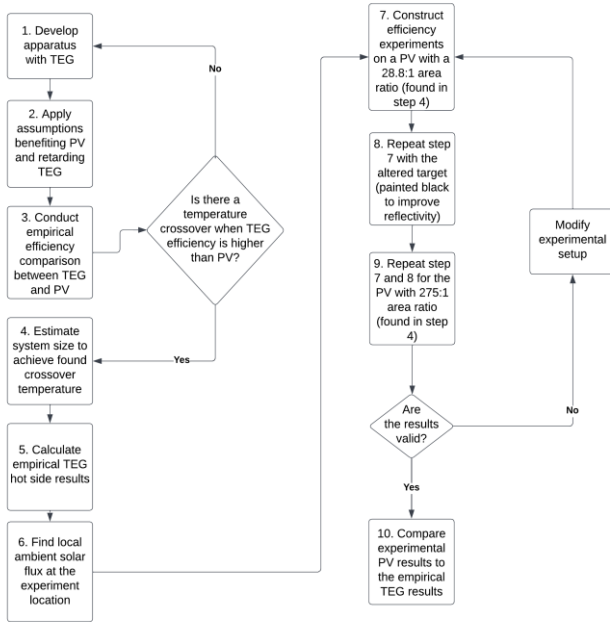 1. Develop
apparatus
with TEG
No
2. Apply
assumptions
benefiting PV
and retarding
TEG
Is there a
temperature
crossover when TEG
efficiency is higher
than PV?
3. Conduct
empirical
efficiency
comparison
between TEG
and PV
Yes
4. Estimate
system size to
achieve found
crossover
temperature
5. Calculate
empirical TEG
hot side results
6. Find local
ambient solar
flux at the
experiment
location
7. Construct
efficiency
experiments
on a PV with a
28.8:1 area
ratio (found in
step 4)
8. Repeat step
7 with the
altered target
(painted black
to improve
reflectivity)
Modify
experimental
setup
9. Repeat step
7 and 8 for the
PV with 275:1
area ratio
(found in step
4)
Are
the results
valid?
No
Yes
10. Compare
experimental
PV results to
the empirical
TEG results